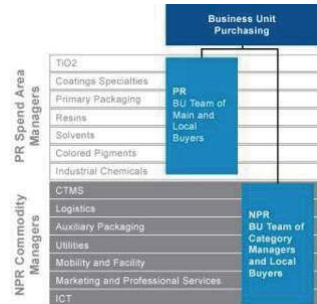 Business Unit
Purchasing
PR Spend Area
Managers
TiO2
Coatings Specialties
Primary Packaging
Resins
Solvents
Colored Pigments
Industrial Chemicals
PR
BU Team of
Main and
Local
Buyers
NPR Commodity
Managers
CTMS
Logistics
Auxiliary Packaging
Utilities
Mobility and Facility
Marketing and Professional Services
ICT
NPR
BU Team of
Category
Managers
and Local
Buyers